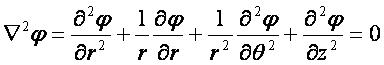 ∇²φ = ∂²φ/∂r² + (1/r) ∂φ/∂r + (1/r²) ∂²φ/∂θ² + ∂²φ/∂z² = 0